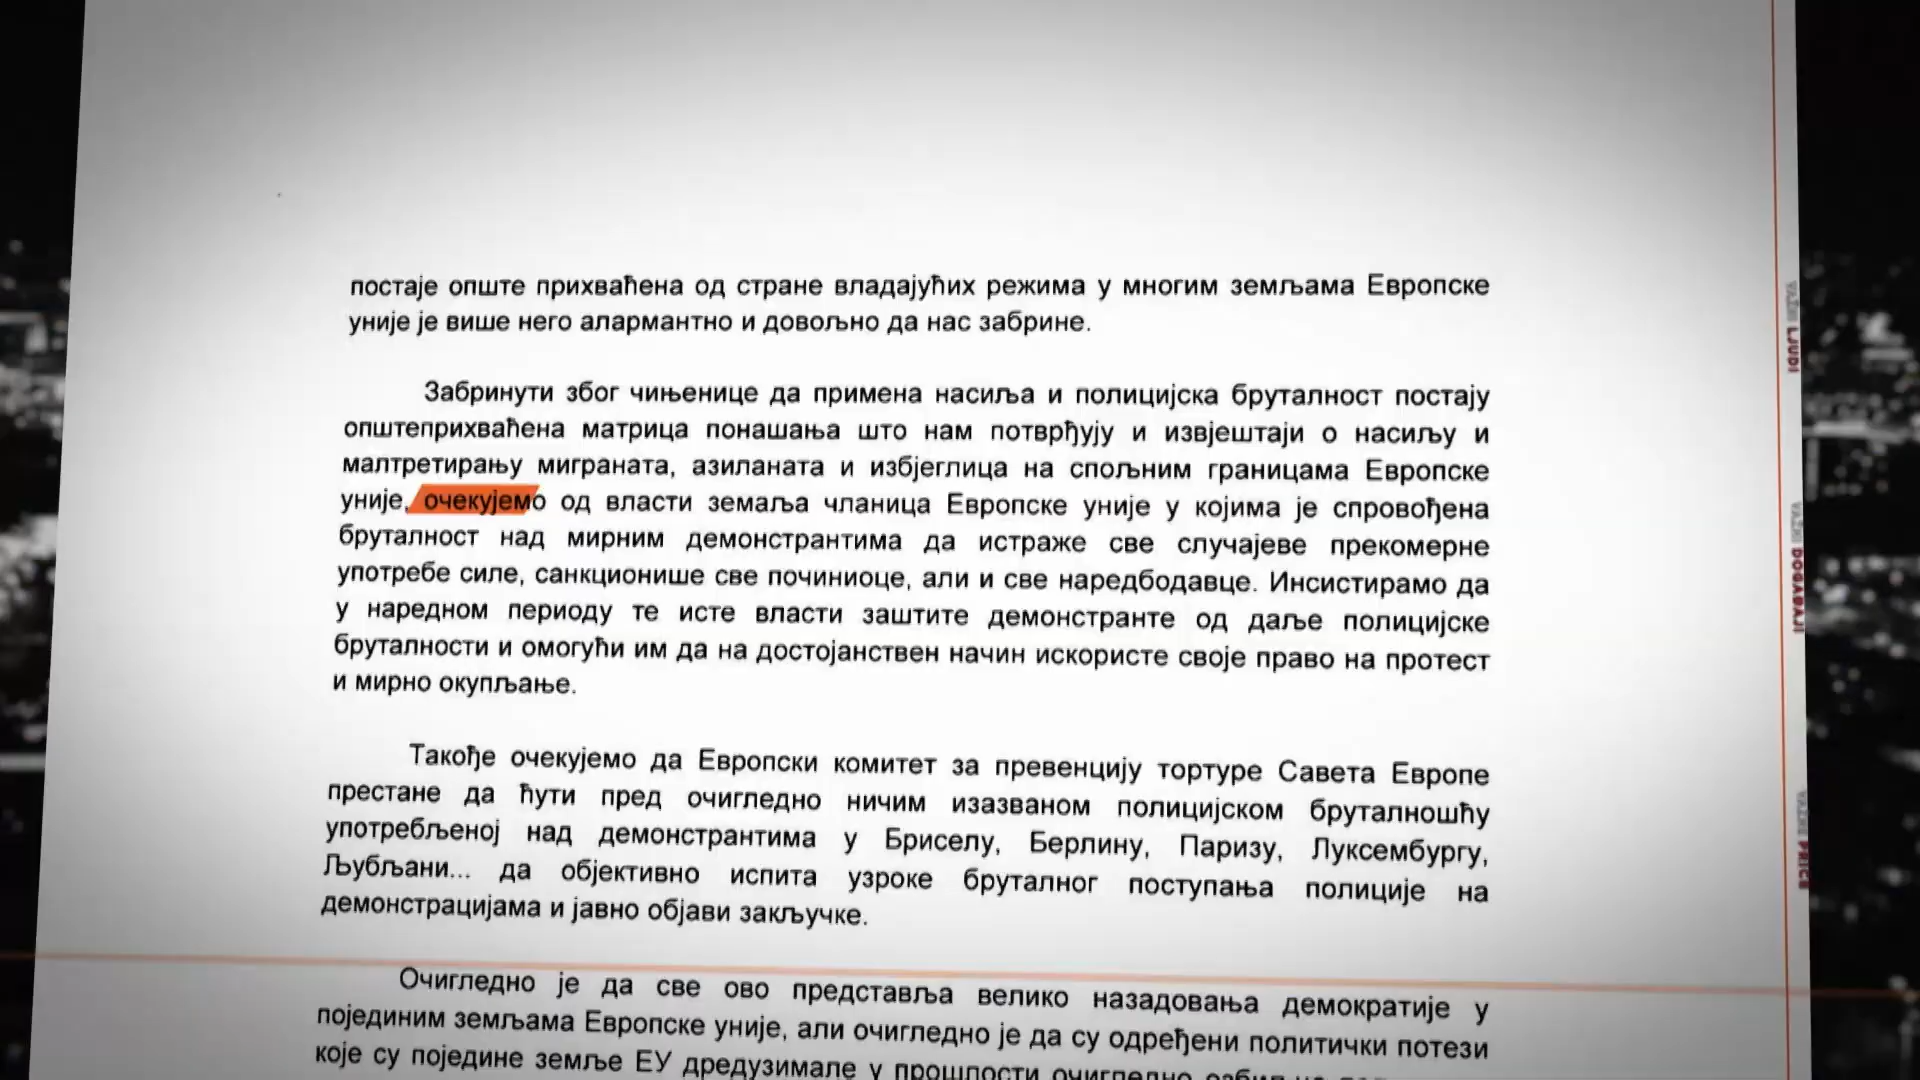 постаје опште прихваћена од стране владајућих режима у многим земљама Европске
уније је више него алармантно и довољно да нас забрине.
Забринути због чињенице да примена насиља и полицијска бруталност постају
општеприхваћена матрица понашања што нам потврђују и извјештаји о насиљу и
малтретирању миграната, азиланата и избјеглица на спољним границама Европске
уније, очекујемо од власти земаља чланица Европске уније у којима је спровођена
бруталност над мирним демонстрантима да истраже све случајеве прекомерне
употребе силе, санкционише све починиоце, али и све наредбодавце. Инсистирамо да
у наредном периоду те исте власти заштите демонстранте од даље полицијске
бруталности и омогући им да на достојанствен начин искористе своје право на протест
и мирно окупљање.
Такође очекујемо да Европски комитет за превенцију тортуре Савета Европе
престане да ћути пред очигледно ничим изазваном полицијском бруталношћу
употребљеној над демонстрантима у Бриселу, Берлину, Паризу, Луксембургу,
Љубљани... да објективно испита узроке бруталног поступања полиције на
демонстрацијама и јавно објави закључке.
Очигледно је да све ово представља велико назадовања демократије у
појединим земљама Европске уније, али очигледно је да су одређени политички потези
које су поједине земље ЕУ дредузимале у прошлости очигледно
VAŽNI LJUDI
VAŽNI DOGAĐAJI
VAŽNE PRIČE